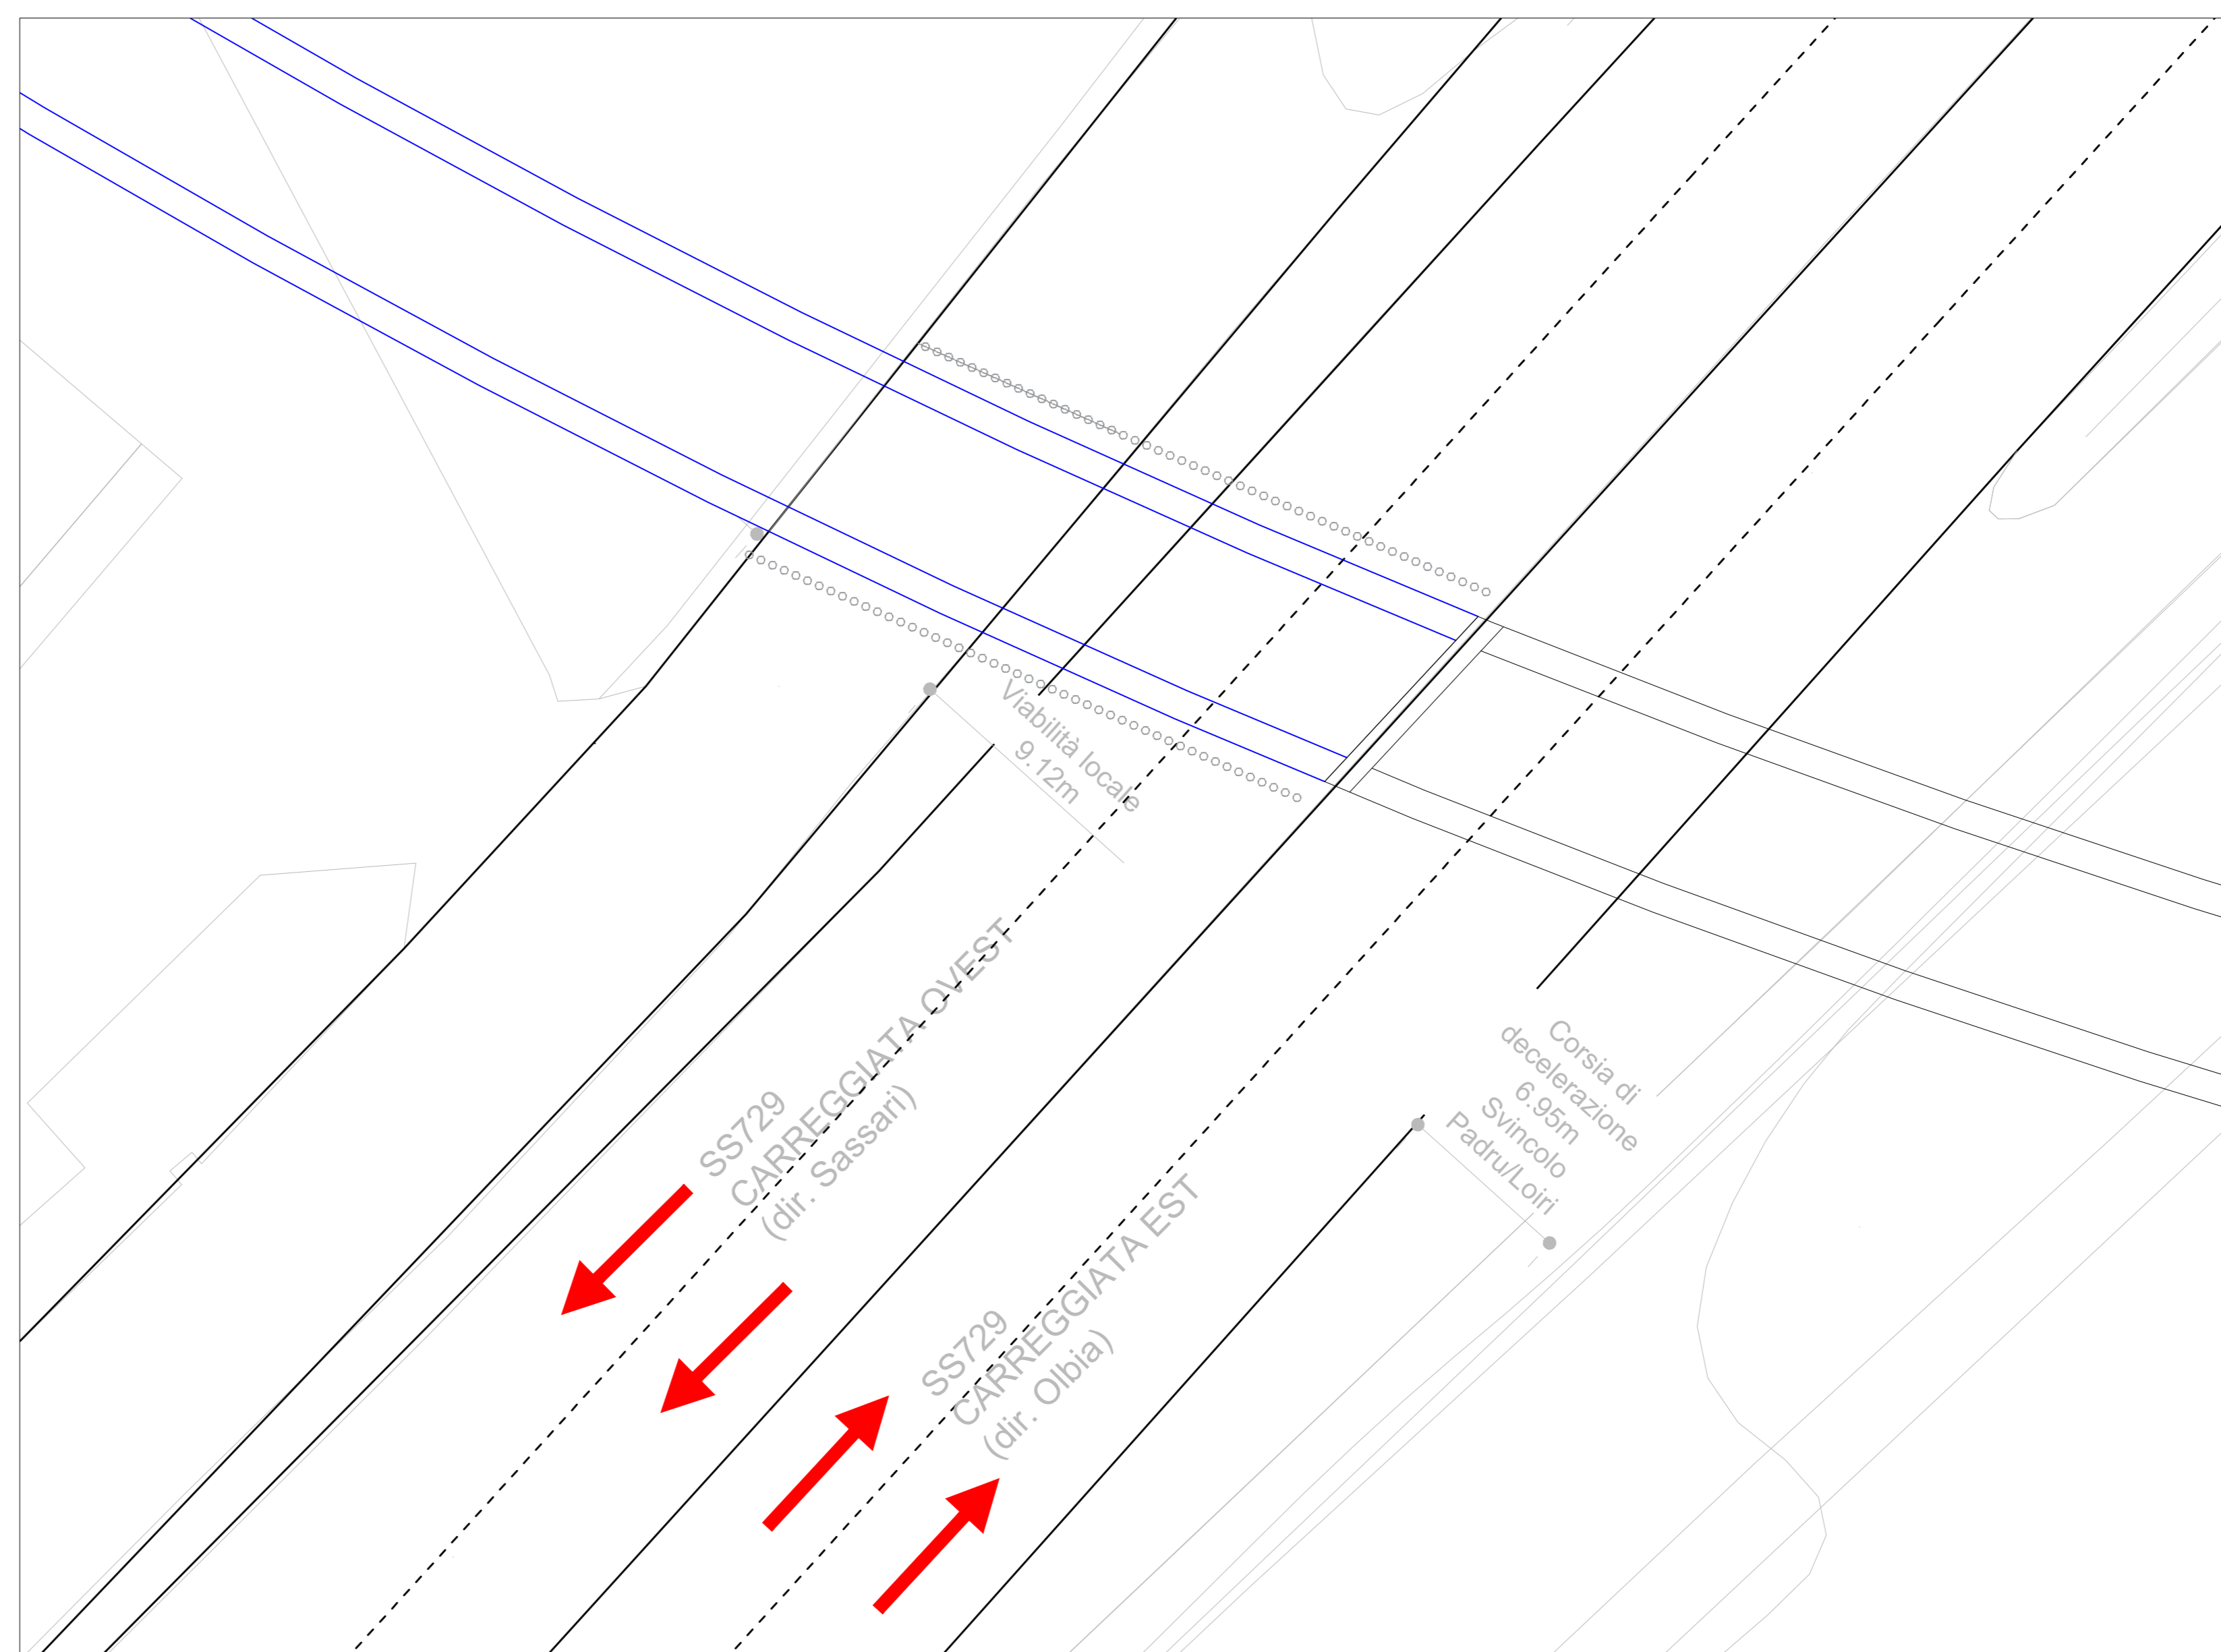 Viabilità locale
9.12m
SS729
CARREGGIATA OVEST
(dir. Sassari)
SS729
CARREGGIATA EST
(dir. Olbia)
Corsia di
decelerazione
6.95m
Svincolo
Padru/Loiri